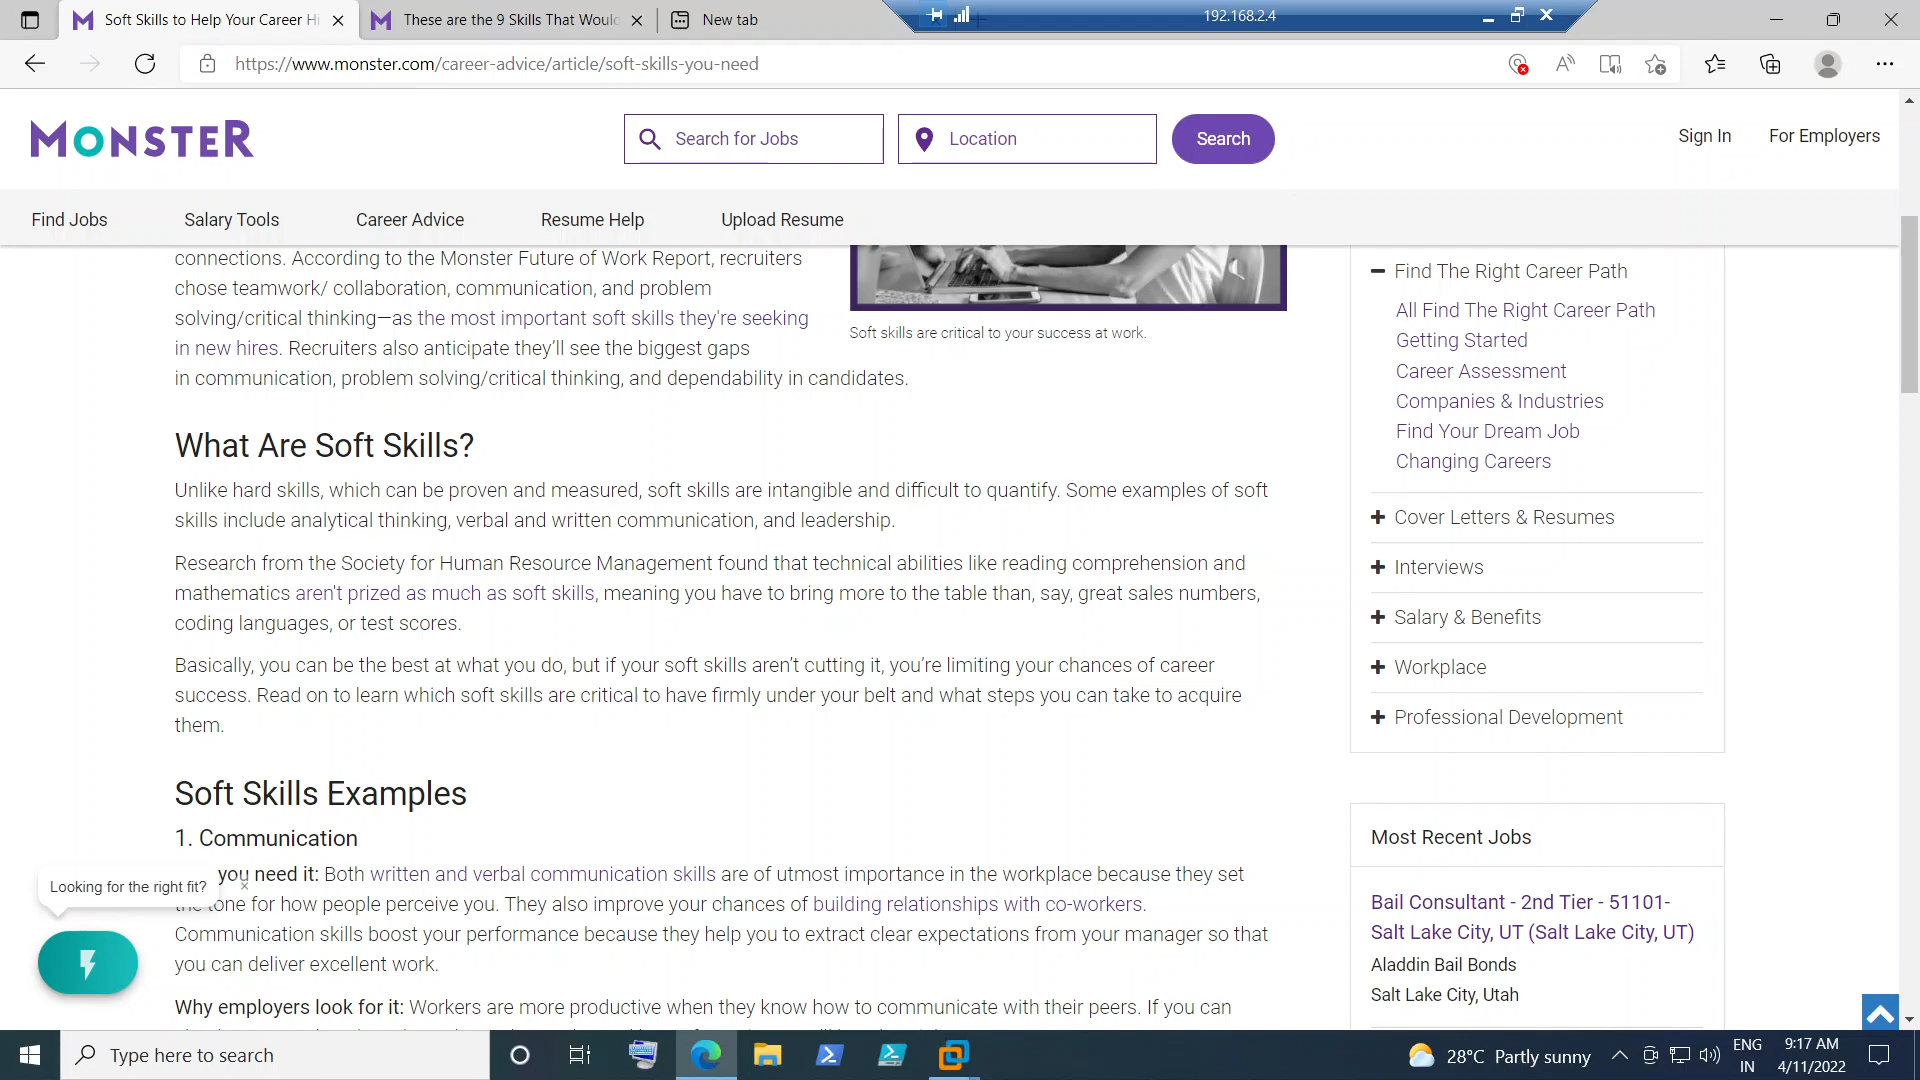 Soft Skills to Help Your Career Hi
These are the 9 Skills That Would
New tab
192.168.2.4
https://www.monster.com/career-advice/article/soft-skills-you-need
MONSTER
Search for Jobs
Location
Search
Sign In
For Employers
Find Jobs
Salary Tools
Career Advice
Resume Help
Upload Resume
connections. According to the Monster Future of Work Report, recruiters
chose teamwork/ collaboration, communication, and problem
solving/critical thinking—as the most important soft skills they're seeking
in new hires. Recruiters also anticipate they’ll see the biggest gaps
in communication, problem solving/critical thinking, and dependability in candidates.
Soft skills are critical to your success at work.
What Are Soft Skills?
Unlike hard skills, which can be proven and measured, soft skills are intangible and difficult to quantify. Some examples of soft
skills include analytical thinking, verbal and written communication, and leadership.
Research from the Society for Human Resource Management found that technical abilities like reading comprehension and
mathematics aren't prized as much as soft skills, meaning you have to bring more to the table than, say, great sales numbers,
coding languages, or test scores.
Basically, you can be the best at what you do, but if your soft skills aren’t cutting it, you’re limiting your chances of career
success. Read on to learn which soft skills are critical to have firmly under your belt and what steps you can take to acquire
them.
Soft Skills Examples
1. Communication
you need it: Both written and verbal communication skills are of utmost importance in the workplace because they set
the tone for how people perceive you. They also improve your chances of building relationships with co-workers.
Communication skills boost your performance because they help you to extract clear expectations from your manager so that
you can deliver excellent work.
Why employers look for it: Workers are more productive when they know how to communicate with their peers. If you can
Looking for the right fit?
Find The Right Career Path
All Find The Right Career Path
Getting Started
Career Assessment
Companies & Industries
Find Your Dream Job
Changing Careers
Cover Letters & Resumes
Interviews
Salary & Benefits
Workplace
Professional Development
Most Recent Jobs
Bail Consultant - 2nd Tier - 51101-
Salt Lake City, UT (Salt Lake City, UT)
Aladdin Bail Bonds
Salt Lake City, Utah
Type here to search
28°C Partly sunny
ENG
IN
9:17 AM
4/11/2022